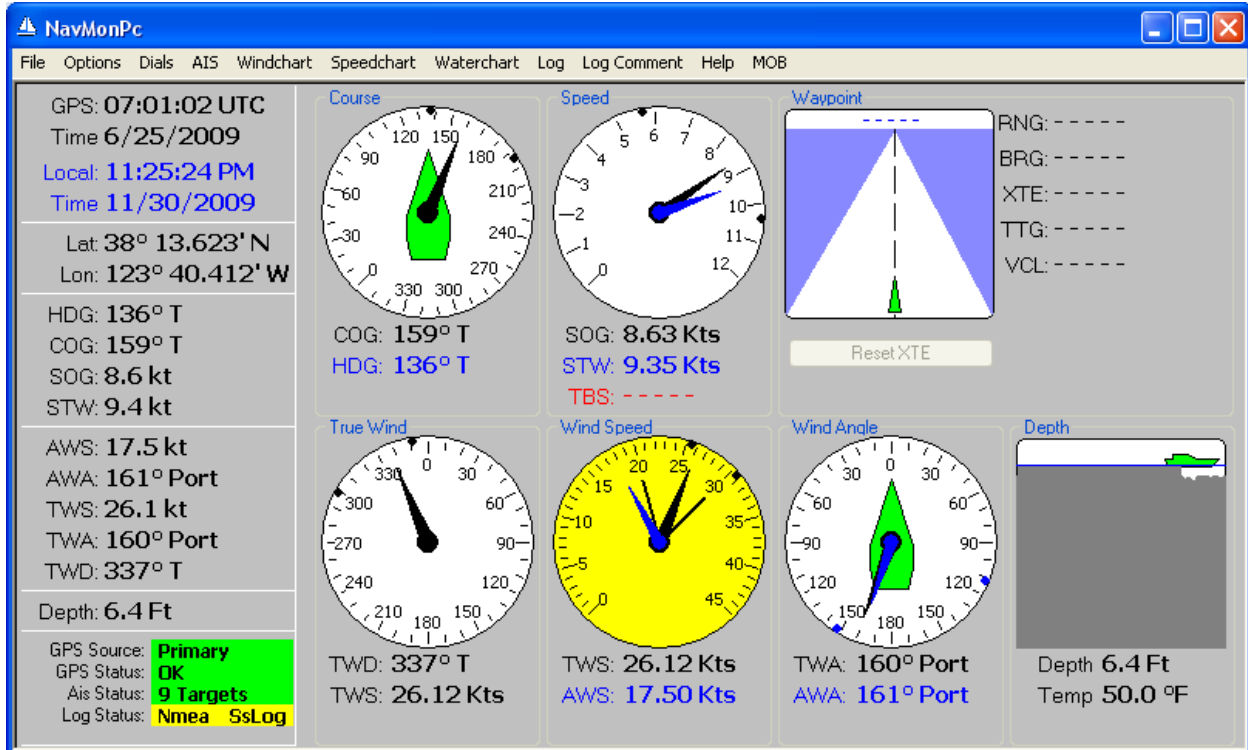 NavMonPc
File Options Dials AIS Windchart Speedchart Waterchart Log Log Comment Help MOB
GPS: 07:01:02 UTC
Time 6/25/2009
Local: 11:25:24 PM
Time 11/30/2009
Lat: 38° 13.623' N
Lon: 123° 40.412' W
HDG: 136° T
COG: 159° T
SOG: 8.6 kt
STW: 9.4 kt
AWS: 17.5 kt
AWA: 161° Port
TWS: 26.1 kt
TWA: 160° Port
TWD: 337° T
Depth: 6.4 Ft
GPS Source: Primary
GPS Status: OK
Ais Status: 9 Targets
Log Status: Nmea SsLog
Course
0 30 60 90 120 150 180 210 240 270 300 330
COG: 159° T
HDG: 136° T
Speed
0 1 2 3 4 5 6 7 8 9 10 11 12
SOG: 8.63 Kts
STW: 9.35 Kts
TBS: - - - - -
Waypoint
- - - - -
RNG: - - - - -
BRG: - - - - -
XTE: - - - - -
TTG: - - - - -
VCL: - - - - -
Reset XTE
True Wind
0 30 60 90 120 150 180 210 240 270 300 330
TWD: 337° T
TWS: 26.12 Kts
Wind Speed
0 5 10 15 20 25 30 35 40 45
TWS: 26.12 Kts
AWS: 17.50 Kts
Wind Angle
0 30 60 90 120 150 180 150 120 90 60 30
TWA: 160° Port
AWA: 161° Port
Depth
Depth 6.4 Ft
Temp 50.0 °F